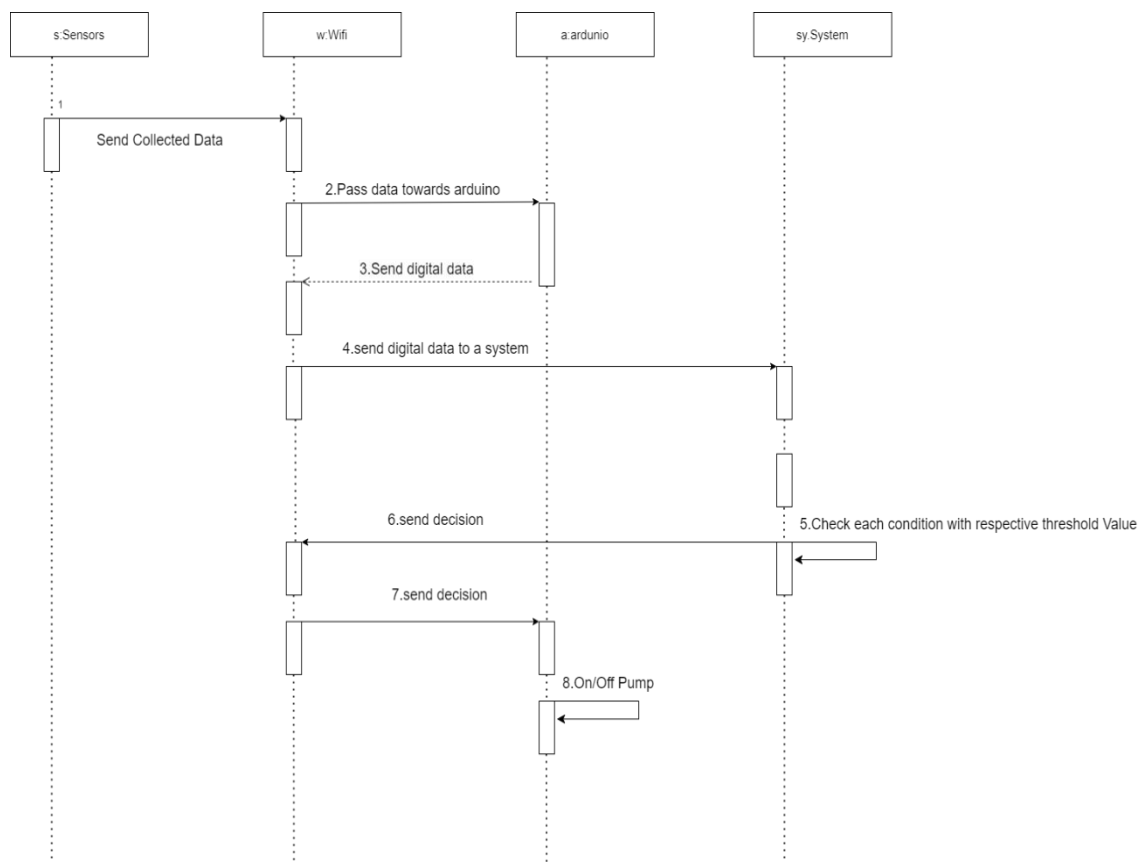 s:Sensors
w:Wifi
a:ardunio
sy.System
1
Send Collected Data
2.Pass data towards arduino
3.Send digital data
4.send digital data to a system
6.send decision
5.Check each condition with respective threshold Value
7.send decision
8.On/Off Pump